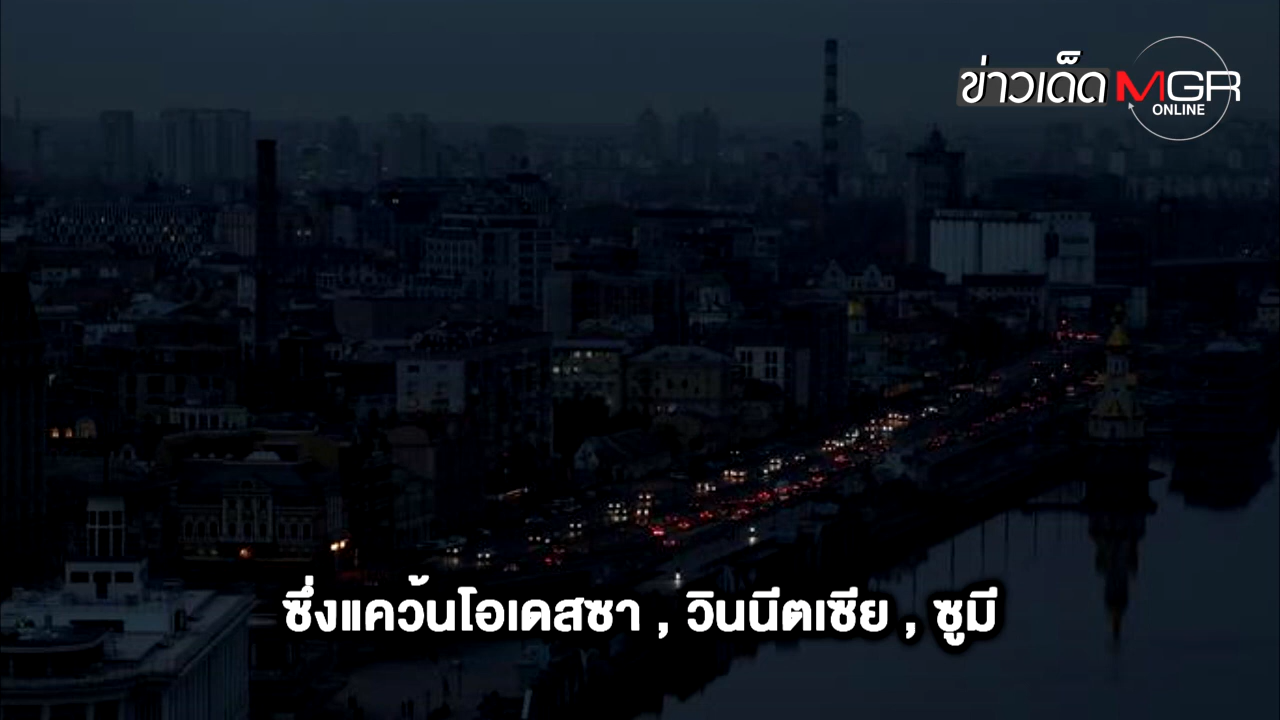 ข่าวเด็ด MGR
ONLINE
ซึ่งแคว้นโอเดสซา , วินนีตเซีย , ซูมี